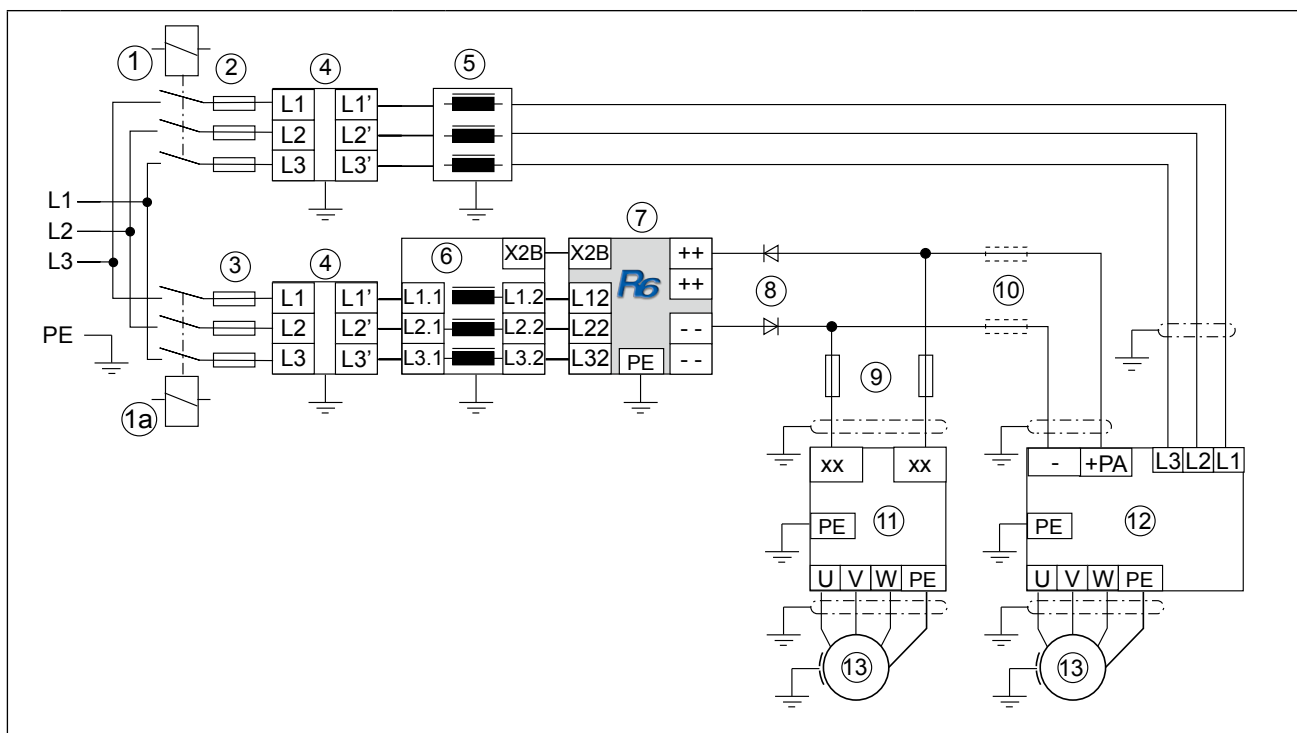 1
2
4
5
L1 L1’
L2 L2’
L3 L3’
L1
L2
L3
PE
3
4
6
X2B
7
X2B
R6
++
++
8
10
L1 L1’ L1.1 L1.2 L12
L2 L2’ L2.1 L2.2 L22
L3 L3’ L3.1 L3.2 L32
PE
- -
- -
1a
9
xx xx
- +PA L3 L2 L1
PE 11
PE 12
U V W PE
U V W PE
13
13